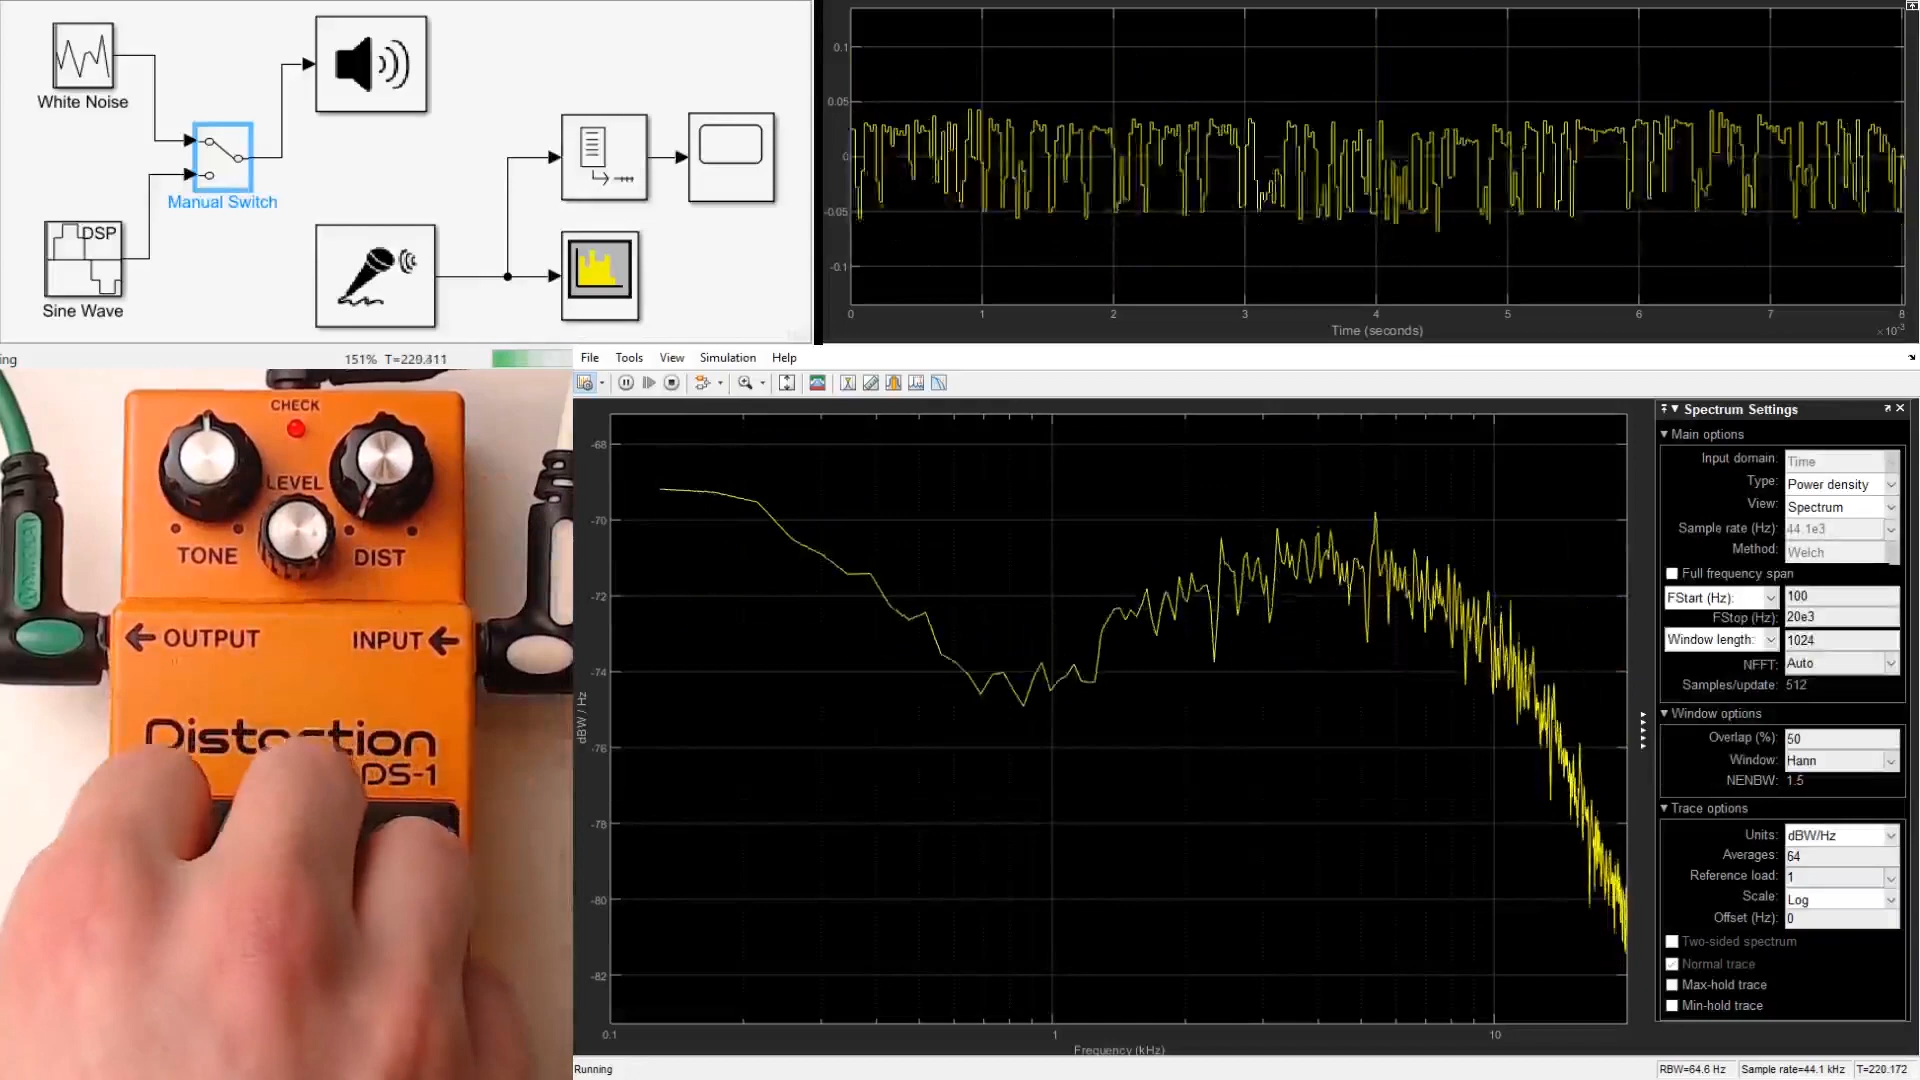 White Noise
Manual Switch
DSP
Sine Wave
0.1
0.05
0
-0.05
-0.1
0 1 2 3 4 5 6 7 8
×10⁻³
Time (seconds)
ing 151% T=229.411
File Tools View Simulation Help
CHECK
LEVEL
TONE DIST
OUTPUT INPUT
Distortion
DS-1
-68
-70
-72
-74
-76
-78
-80
-82
dBW / Hz
0.1 1 10
Frequency (kHz)
Spectrum Settings
Main options
Input domain: Time
Type: Power density
View: Spectrum
Sample rate (Hz): 44.1e3
Method: Welch
Full frequency span
FStart (Hz): 100
FStop (Hz): 20e3
Window length: 1024
NFFT: Auto
Samples/update: 512
Window options
Overlap (%): 50
Window: Hann
NENBW: 1.5
Trace options
Units: dBW/Hz
Averages: 64
Reference load: 1
Scale: Log
Offset (Hz): 0
Two-sided spectrum
Normal trace
Max-hold trace
Min-hold trace
Running RBW=64.6 Hz Sample rate=44.1 kHz T=220.172